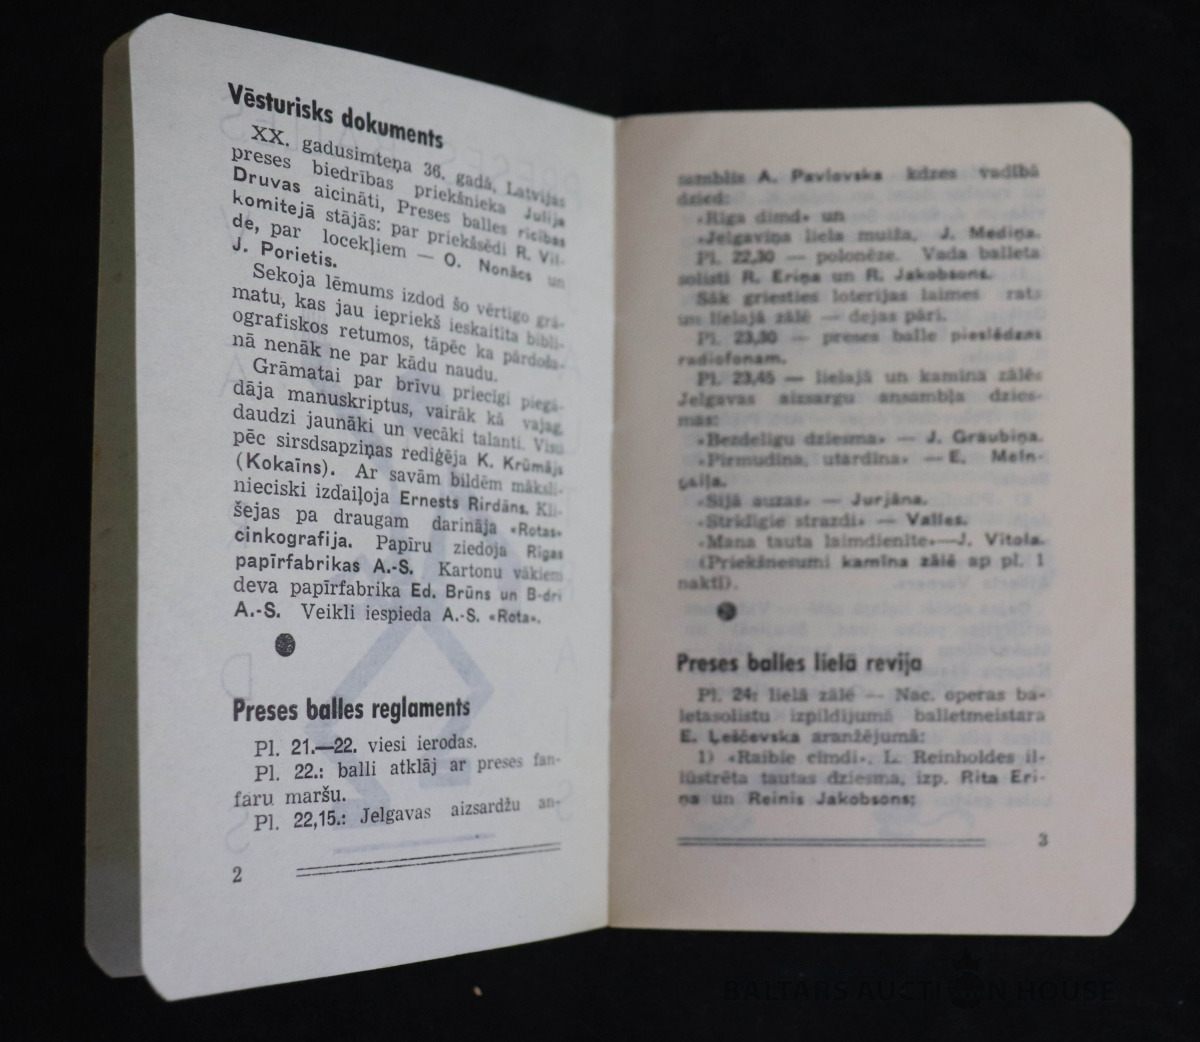 Vēsturisks dokuments
XX. gadusimteņa 36. gadā, Latvijas
preses biedrības priekšnieka Jūlija
Druvas aicināti, Preses balles rīcības
komitejā stājās: par priekšsēdi R. Vil-
de, par locekļiem — O. Nonācs un
J. Porietis.
Sekoja lēmums izdod šo vērtīgo grā-
matu, kas jau iepriekš ieskaitīta bibli-
ografiskos retumos, tāpēc ka pārdoša-
nā nenāk ne par kādu naudu.
Grāmatai par brīvu priecīgi piegā-
dāja manuskriptus, vairāk kā vajag,
daudzi jaunāki un vecāki talanti. Visu
pēc sirsdsapziņas rediģēja K. Krūmājs
(Kokaīns). Ar savām bildēm māksli-
nieciski izdaiļoja Ernests Rirdāns. Kli-
šejas pa draugam darināja «Rotas»
cinkografija. Papīru ziedoja Rīgas
papīrfabrikas A.-S. Kartonu vākiem
deva papīrfabrika Ed. Brūns un B-dri
A.-S. Veikli iespieda A.-S. «Rota».
Preses balles reglaments
Pl. 21.—22. viesi ierodas.
Pl. 22.: balli atklāj ar preses fan-
faru maršu.
Pl. 22,15.: Jelgavas aizsardžu an-
2
samblis A. Pavlovska kdzes vadībā
dzied:
«Rīga dimd» un
«Jelgaviņa liela muiža, J. Mediņa.
Pl. 22,30 — polonēze. Vada balleta
solisti R. Eriņa un R. Jakobsons.
Sāk griesties loterijas laimes rats
un lielajā zālē — dejas pāri.
Pl. 23,30 — preses balle pieslēdzas
radiofonam.
Pl. 23,45 — lielajā un kamina zālēs
Jelgavas aizsargu ansambļa dzies-
mas:
«Bezdelīgu dziesma» — J. Graubiņa.
«Pirmudina, utardina» — E. Meln-
gaiļa.
«Sijā auzas» — Jurjāna.
«Strīdīgie strazdi» — Valles.
«Mana tauta laimdienīte»—J. Vītola.
(Priekšnesumi kamīna zālē ap pl. 1
naktī).
Preses balles lielā revija
Pl. 24: lielā zālē — Nac. operas ba-
letasolistu izpildījumā balletmeistara
E. Ļeščevska aranžējumā:
1) «Raibie cimdi», L. Reinholdes il-
lūstrēta tautas dziesma, izp. Rita Eri-
ņa un Reinis Jakobsons;
3
BALTARS AUCTION HOUSE